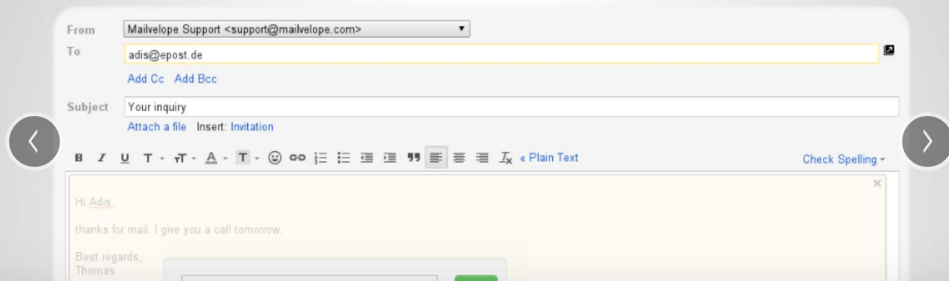 From Mailvelope Support <support@mailvelope.com>
To adis@epost.de
Add Cc Add Bcc
Subject Your inquiry
Attach a file Insert: Invitation
B I U T TT A T « Plain Text Check Spelling
Hi Adis,
thanks for mail. I give you a call tomorrow.
Best regards,
Thomas